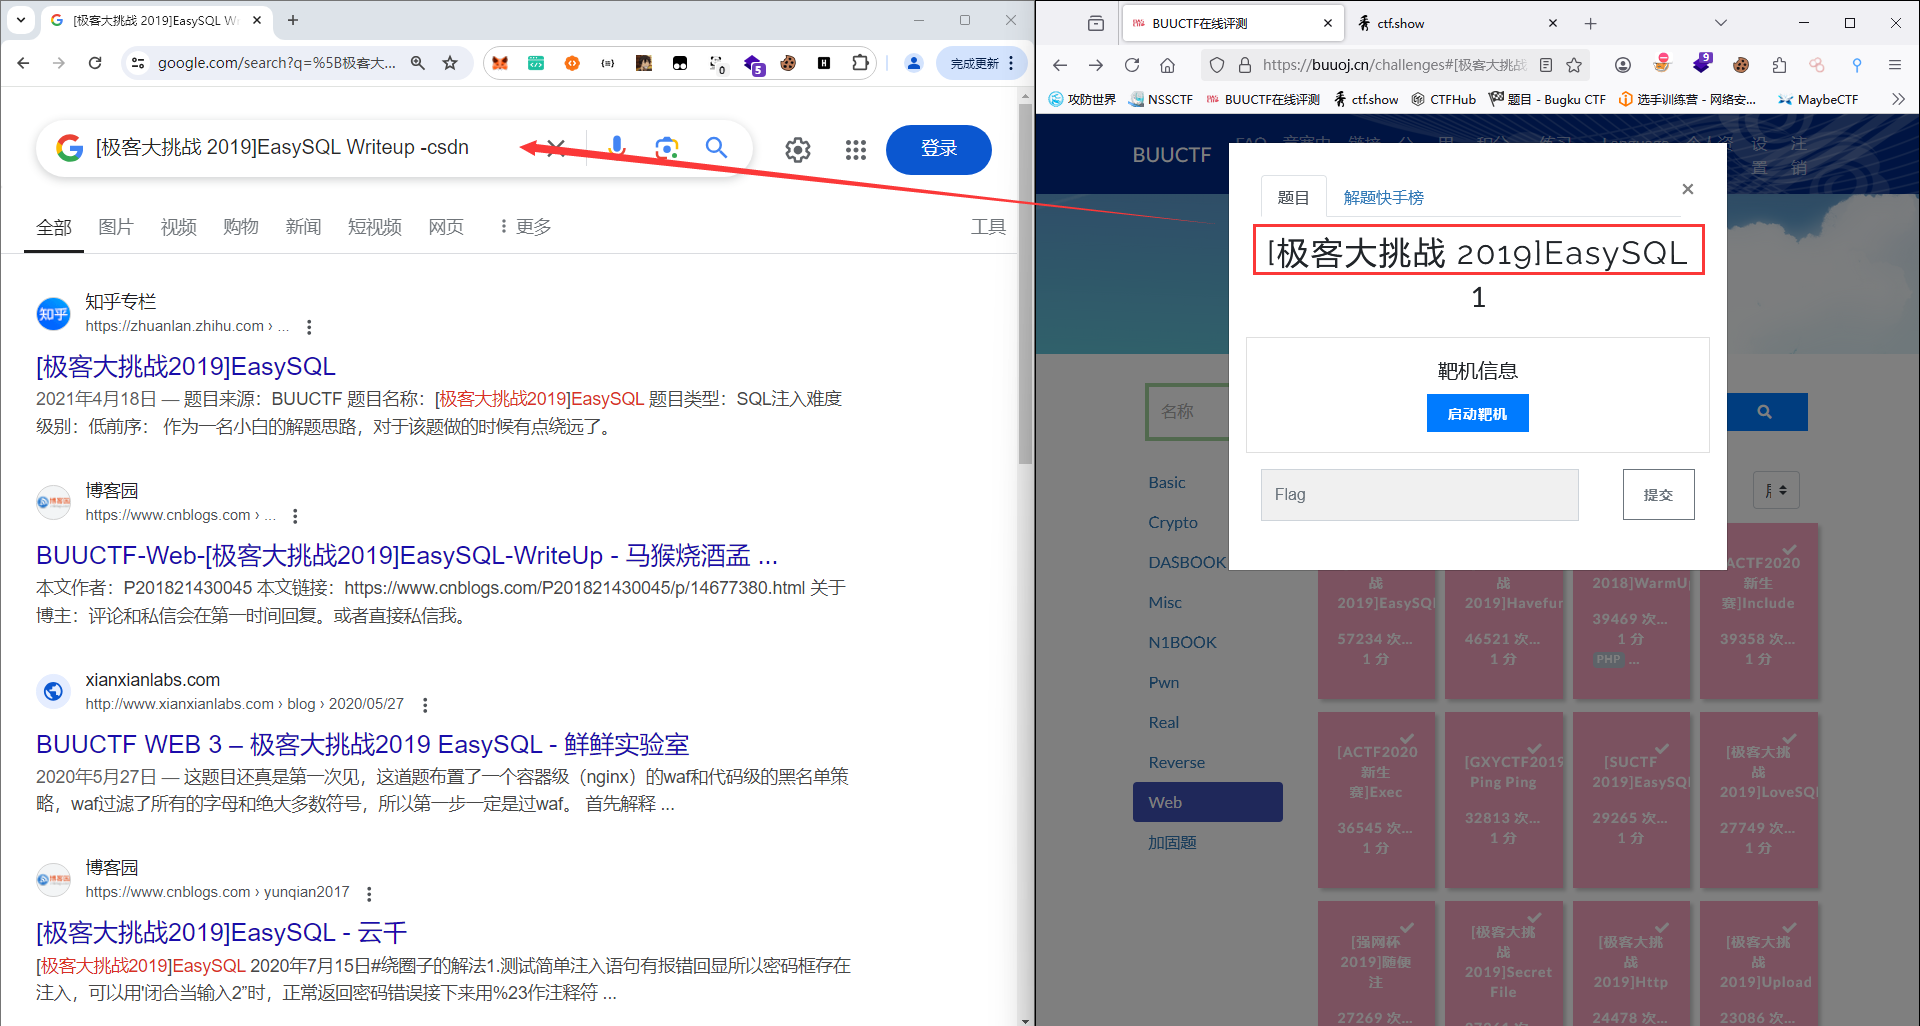 [极客大挑战 2019]EasySQL W
google.com/search?q=%5B极客大...
0
5
完成更新
[极客大挑战 2019]EasySQL Writeup -csdn
登录
全部 图片 视频 购物 新闻 短视频 网页 更多 工具
知乎
知乎专栏
https://zhuanlan.zhihu.com › ...
[极客大挑战2019]EasySQL
2021年4月18日 — 题目来源：BUUCTF 题目名称：[极客大挑战2019]EasySQL 题目类型：SQL注入难度
级别：低前序： 作为一名小白的解题思路，对于该题做的时候有点绕远了。
博客园
博客园
https://www.cnblogs.com › ...
BUUCTF-Web-[极客大挑战2019]EasySQL-WriteUp - 马猴烧酒孟 ...
本文作者：P201821430045 本文链接：https://www.cnblogs.com/P201821430045/p/14677380.html 关于
博主：评论和私信会在第一时间回复。或者直接私信我。
xianxianlabs.com
http://www.xianxianlabs.com › blog › 2020/05/27
BUUCTF WEB 3 – 极客大挑战2019 EasySQL - 鲜鲜实验室
2020年5月27日 — 这题目还真是第一次见，这道题布置了一个容器级（nginx）的waf和代码级的黑名单策
略，waf过滤了所有的字母和绝大多数符号，所以第一步一定是过waf。 首先解释 ...
博客园
博客园
https://www.cnblogs.com › yunqian2017
[极客大挑战2019]EasySQL - 云千
[极客大挑战2019]EasySQL 2020年7月15日#绕圈子的解法1.测试简单注入语句有报错回显所以密码框存在
注入，可以用'闭合当输入2”时，正常返回密码错误接下来用%23作注释符 ...
BUUCTF在线评测
ctf.show
https://buuoj.cn/challenges#[极客大挑战
9
攻防世界 NSSCTF BUUCTF在线评测 ctf.show CTFHub 题目 - Bugku CTF 选手训练营 - 网络安... MaybeCTF
BUUCTF
设置
注销
题目 解题快手榜
[极客大挑战 2019]EasySQL
1
靶机信息
启动靶机
Flag
提交
名称
Basic
Crypto
DASBOOK
Misc
N1BOOK
Pwn
Real
Reverse
Web
加固题
战
2019]EasySQL
57234 次...
1 分
战
2019]Havefun
46521 次...
1 分
2018]WarmUp
39469 次...
1 分
PHP ...
ACTF2020
新生
赛]Include
39358 次...
1 分
[ACTF2020
新生
赛]Exec
36545 次...
1 分
[GXYCTF2019
Ping Ping
32813 次...
1 分
[SUCTF
2019]EasySQL
29265 次...
1 分
[极客大挑
战
2019]LoveSQL
27749 次...
1 分
[强网杯
2019]随便
注
27269 次...
[极客大挑
战
2019]Secret
File
[极客大挑
战
2019]Http
24478 次...
[极客大挑
战
2019]Upload
23086 次...